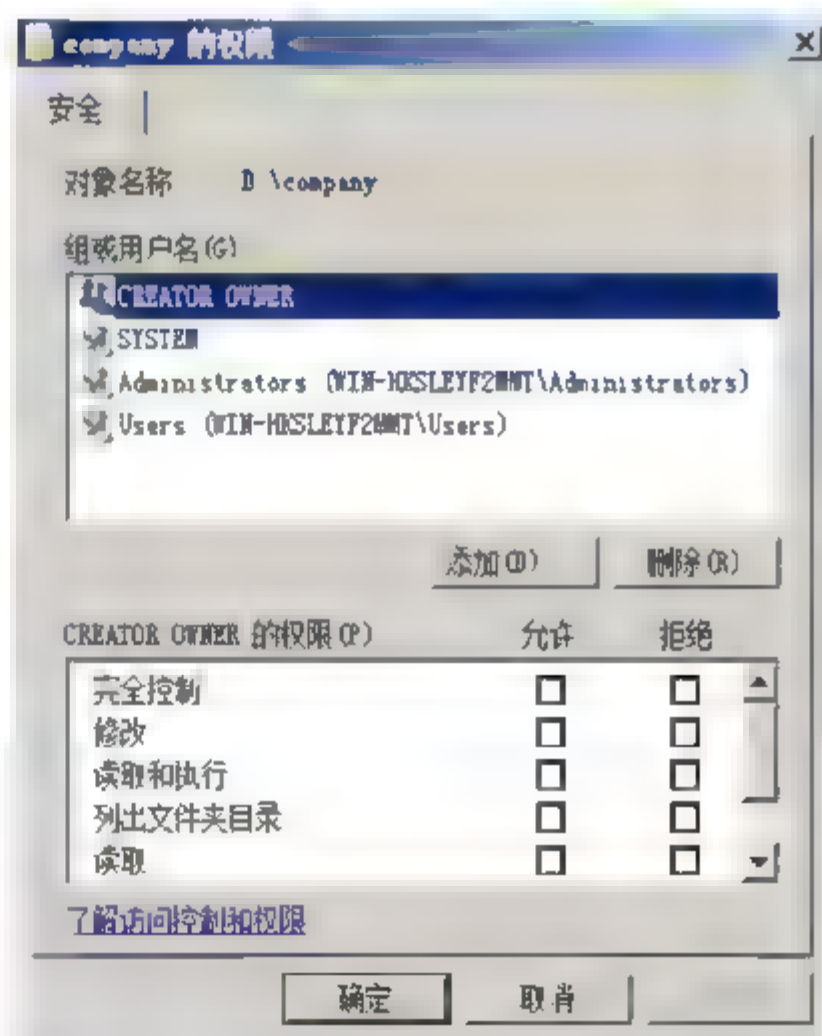 company 的权限
安全
对象名称 D \company
组或用户名(G)
CREATOR OWNER
SYSTEM
Administrators (WIN-HKSLEYF2MMT\Administrators)
Users (WIN-HKSLEYF2MMT\Users)
添加(D) 删除(R)
CREATOR OWNER 的权限(P) 允许 拒绝
完全控制
修改
读取和执行
列出文件夹目录
读取
了解访问控制和权限
确定 取消